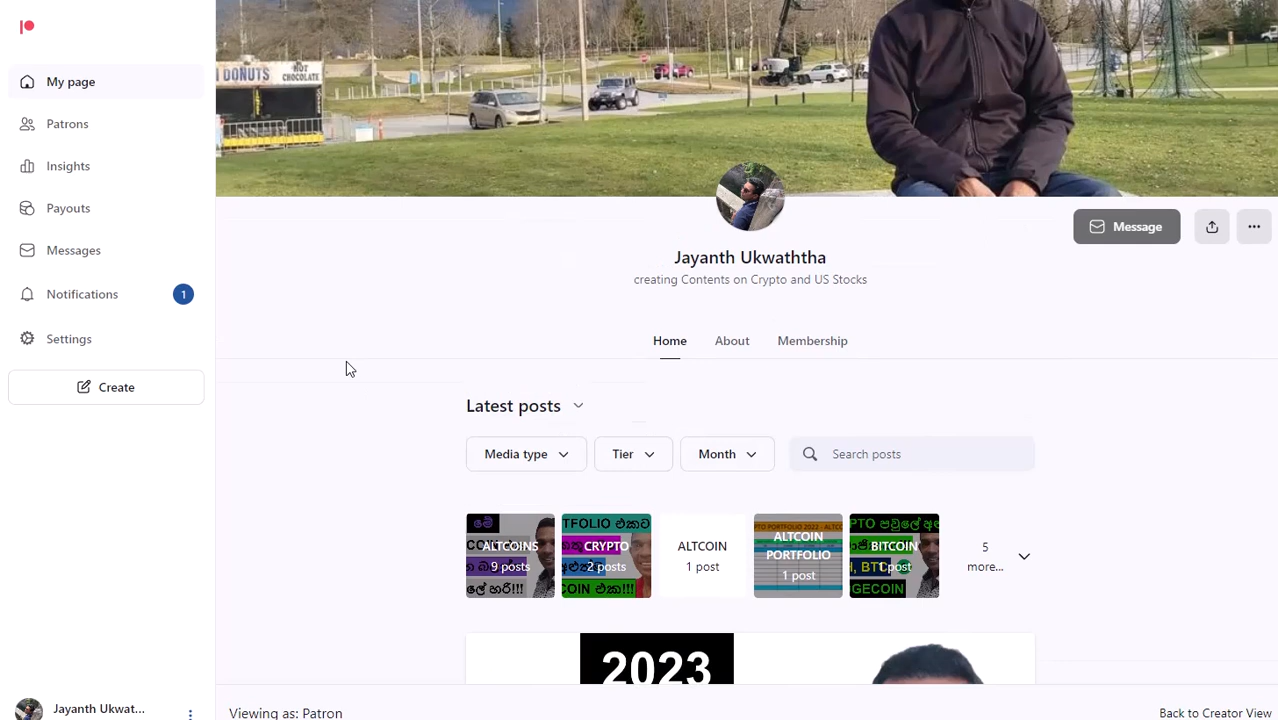 DONUTS
HOT
CHOCOLATE
My page
Patrons
Insights
Payouts
Messages
Notifications 1
Settings
Create
Message
Jayanth Ukwaththa
creating Contents on Crypto and US Stocks
Home About Membership
Latest posts
Media type Tier Month Search posts
ALTCOINS
9 posts
CRYPTO
2 posts
ALTCOIN
1 post
ALTCOIN
PORTFOLIO
1 post
BITCOIN
1 post
5
more...
2023
Jayanth Ukwat...
Viewing as: Patron
Back to Creator View